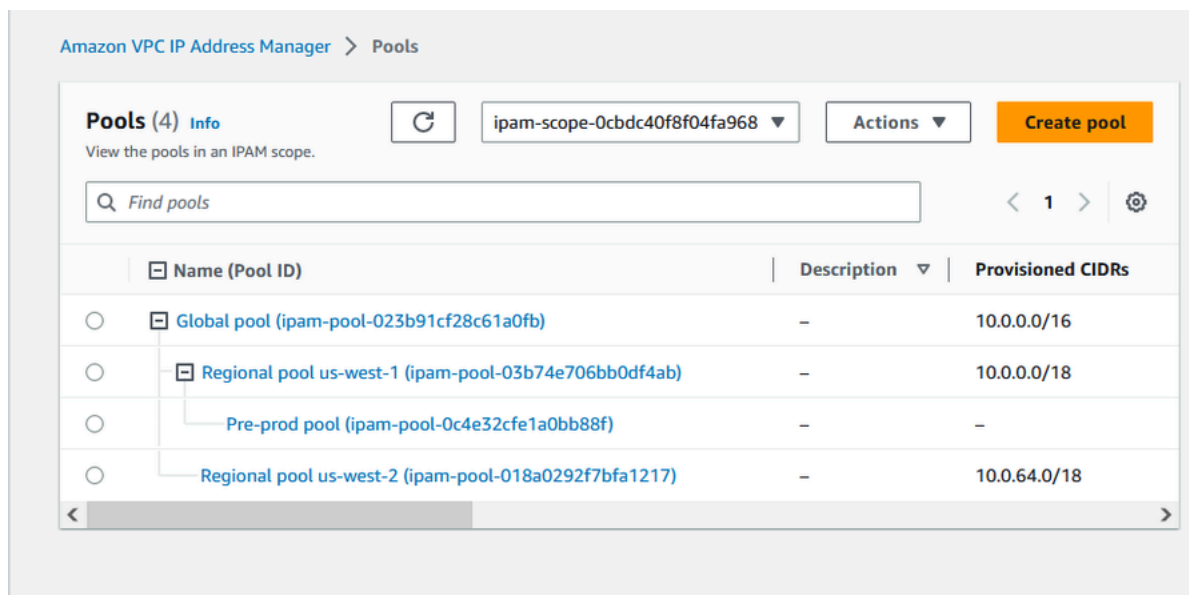 Amazon VPC IP Address Manager > Pools
Pools (4) Info
ipam-scope-0cbdc40f8f04fa968
Actions
Create pool
View the pools in an IPAM scope.
Find pools
1
Name (Pool ID) Description Provisioned CIDRs
Global pool (ipam-pool-023b91cf28c61a0fb) – 10.0.0.0/16
Regional pool us-west-1 (ipam-pool-03b74e706bb0df4ab) – 10.0.0.0/18
Pre-prod pool (ipam-pool-0c4e32cfe1a0bb88f) – –
Regional pool us-west-2 (ipam-pool-018a0292f7bfa1217) – 10.0.64.0/18